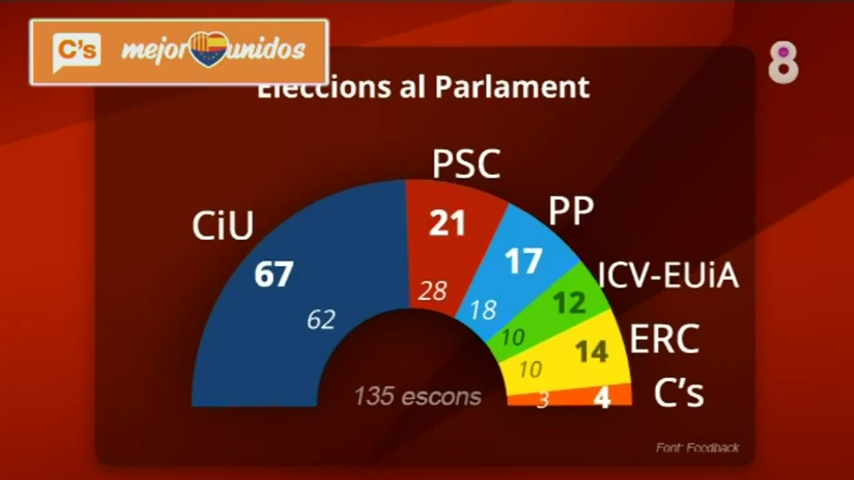 C's mejor unidos
8
Eleccions al Parlament
PSC
CiU
PP
21
67
17
ICV-EUiA
28
62
18
12
10
ERC
14
10
135 escons
3
4
C's
Font: Feedback